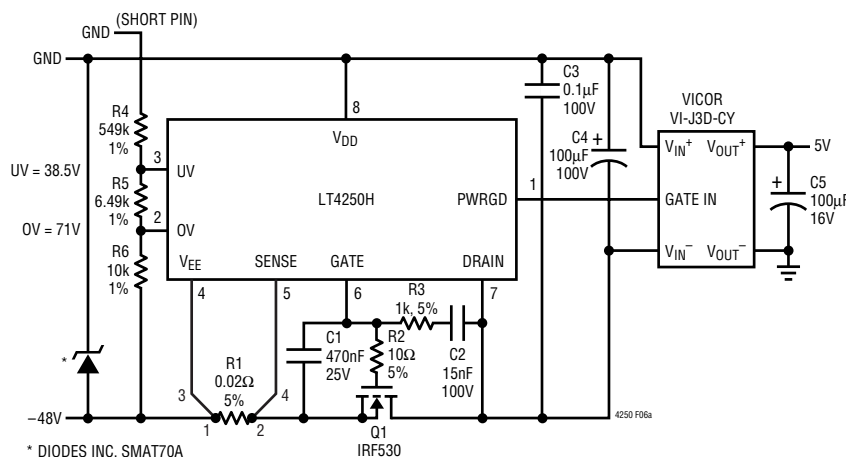 (SHORT PIN)
GND
GND
R4
549k
1%
UV = 38.5V
R5
6.49k
1%
OV = 71V
R6
10k
1%
3
UV
2
OV
8
VDD
LT4250H
PWRGD
1
VEE
SENSE
GATE
DRAIN
4
5
6
7
C3
0.1µF
100V
C4
100µF
100V
+
VICOR
VI-J3D-CY
VIN+
VOUT+
GATE IN
VIN−
VOUT−
5V
+
C5
100µF
16V
R3
1k, 5%
C1
470nF
25V
R2
10Ω
5%
C2
15nF
100V
R1
0.02Ω
5%
3
4
1
2
*
−48V
Q1
IRF530
4250 F06a
* DIODES INC. SMAT70A